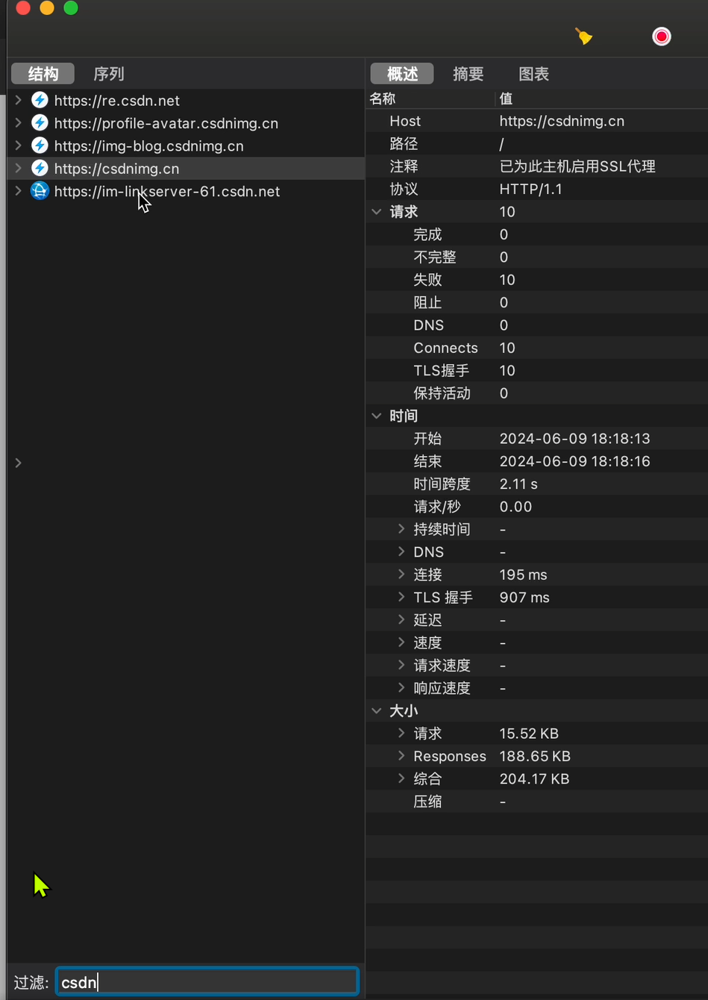 结构 序列
https://re.csdn.net
https://profile-avatar.csdnimg.cn
https://img-blog.csdnimg.cn
https://csdnimg.cn
https://im-linkserver-61.csdn.net
过滤: csdn
概述 摘要 图表
名称 值
Host https://csdnimg.cn
路径 /
注释 已为此主机启用SSL代理
协议 HTTP/1.1
请求 10
完成 0
不完整 0
失败 10
阻止 0
DNS 0
Connects 10
TLS握手 10
保持活动 0
时间
开始 2024-06-09 18:18:13
结束 2024-06-09 18:18:16
时间跨度 2.11 s
请求/秒 0.00
持续时间 -
DNS -
连接 195 ms
TLS 握手 907 ms
延迟 -
速度 -
请求速度 -
响应速度 -
大小
请求 15.52 KB
Responses 188.65 KB
综合 204.17 KB
压缩 -